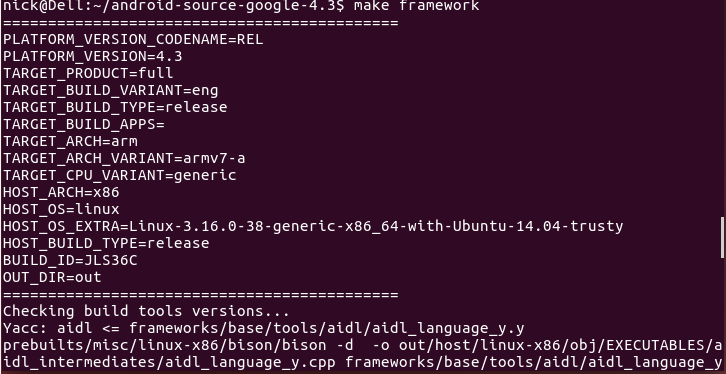 nick@Dell:~/android-source-google-4.3$ make framework
============================================
PLATFORM_VERSION_CODENAME=REL
PLATFORM_VERSION=4.3
TARGET_PRODUCT=full
TARGET_BUILD_VARIANT=eng
TARGET_BUILD_TYPE=release
TARGET_BUILD_APPS=
TARGET_ARCH=arm
TARGET_ARCH_VARIANT=armv7-a
TARGET_CPU_VARIANT=generic
HOST_ARCH=x86
HOST_OS=linux
HOST_OS_EXTRA=Linux-3.16.0-38-generic-x86_64-with-Ubuntu-14.04-trusty
HOST_BUILD_TYPE=release
BUILD_ID=JLS36C
OUT_DIR=out
============================================
Checking build tools versions...
Yacc: aidl <= frameworks/base/tools/aidl/aidl_language_y.y
prebuilts/misc/linux-x86/bison/bison -d  -o out/host/linux-x86/obj/EXECUTABLES/a
idl_intermediates/aidl_language_y.cpp frameworks/base/tools/aidl/aidl_language_y